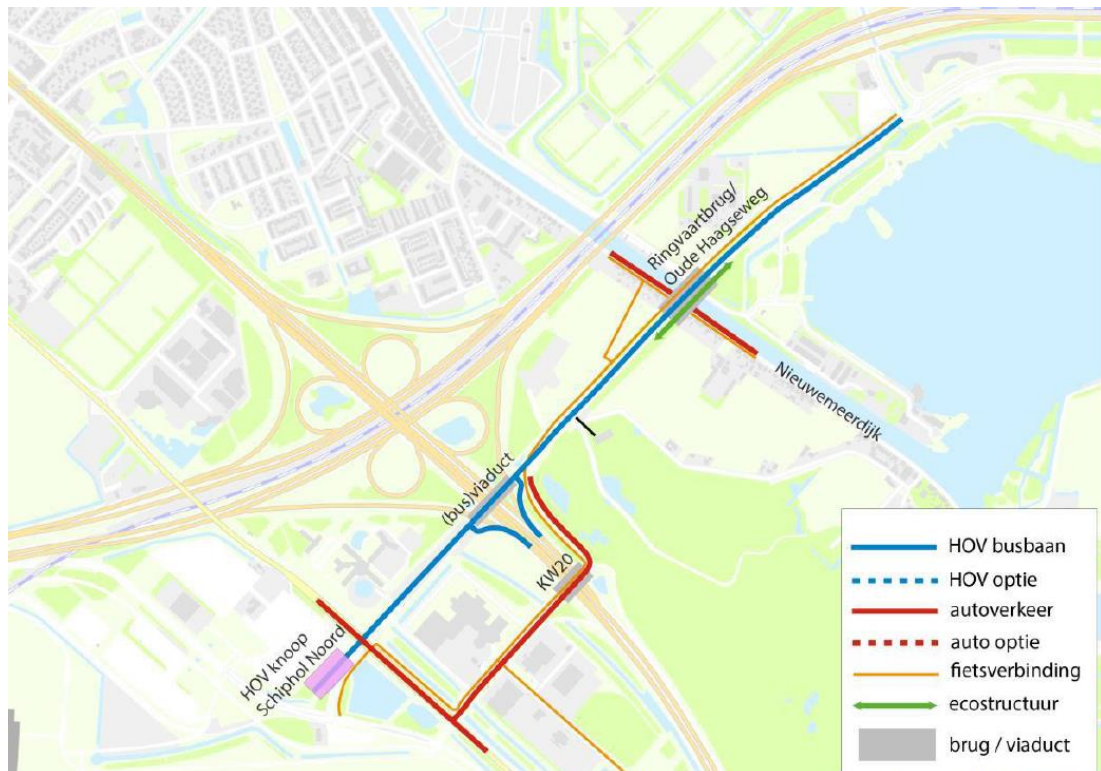 Ringvaartbrug/
Oude Haagseweg
Nieuwemeerdijk
(bus)viaduct
KW20
HOV knoop
Schiphol Noord
HOV busbaan
HOV optie
autoverkeer
auto optie
fietsverbinding
ecostructuur
brug / viaduct